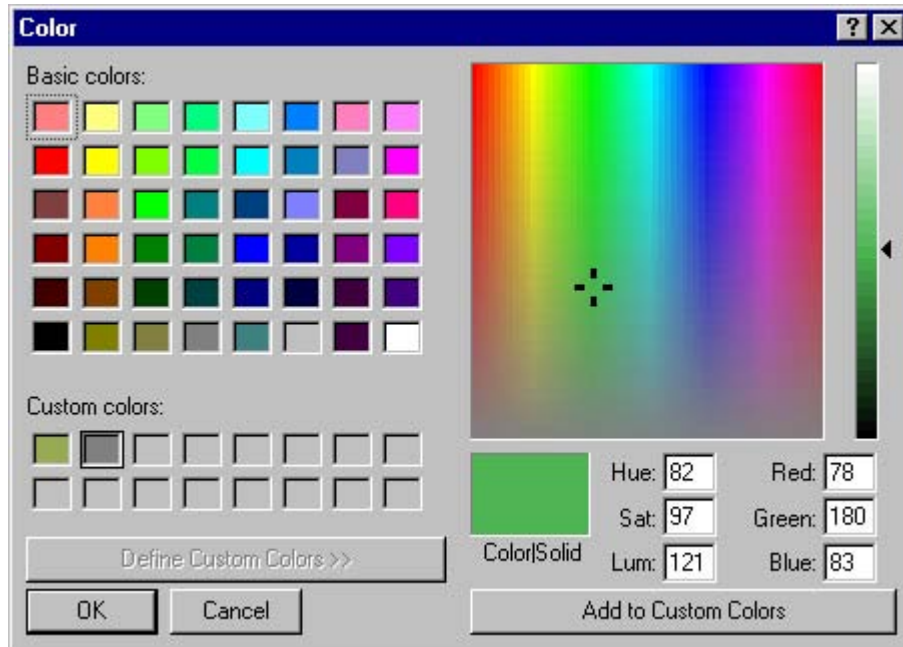 Color
Basic colors:
Custom colors:
Define Custom Colors >>
OK Cancel
Color|Solid
Hue: 82 Red: 78
Sat: 97 Green: 180
Lum: 121 Blue: 83
Add to Custom Colors